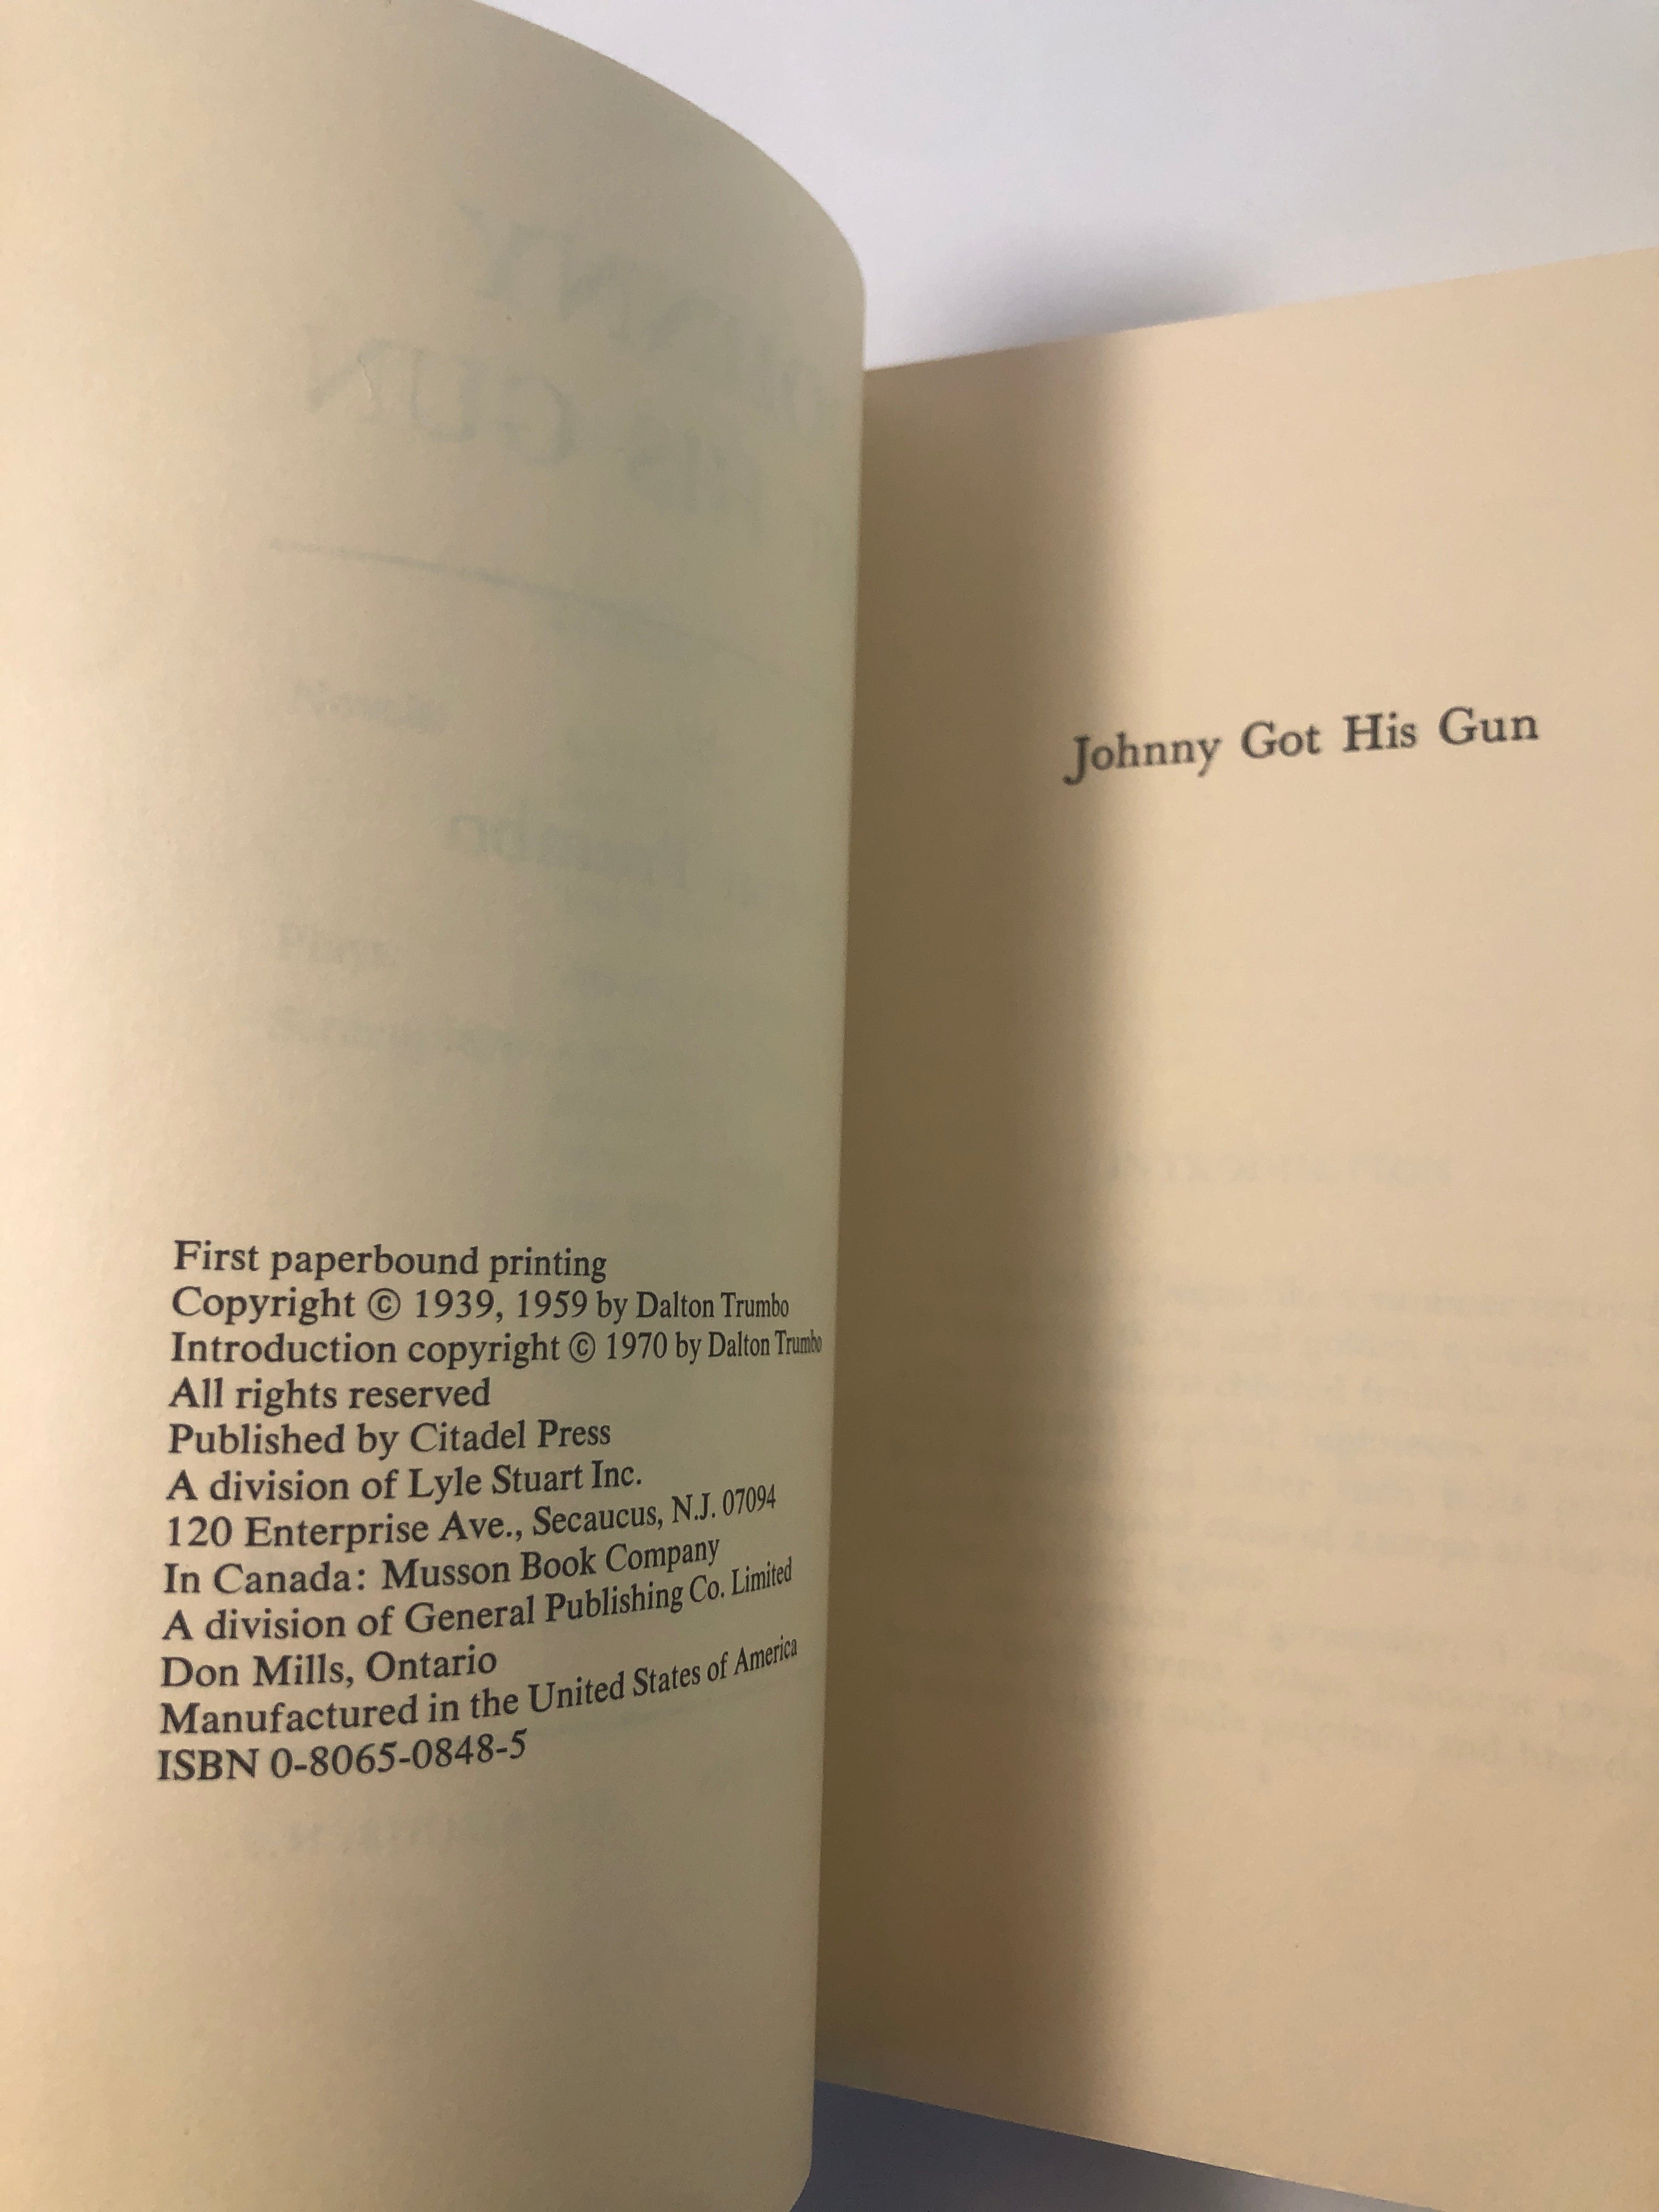 First paperbound printing
Copyright © 1939, 1959 by Dalton Trumbo
Introduction copyright © 1970 by Dalton Trumbo
All rights reserved
Published by Citadel Press
A division of Lyle Stuart Inc.
120 Enterprise Ave., Secaucus, N.J. 07094
In Canada: Musson Book Company
A division of General Publishing Co. Limited
Don Mills, Ontario
Manufactured in the United States of America
ISBN 0-8065-0848-5
Johnny Got His Gun